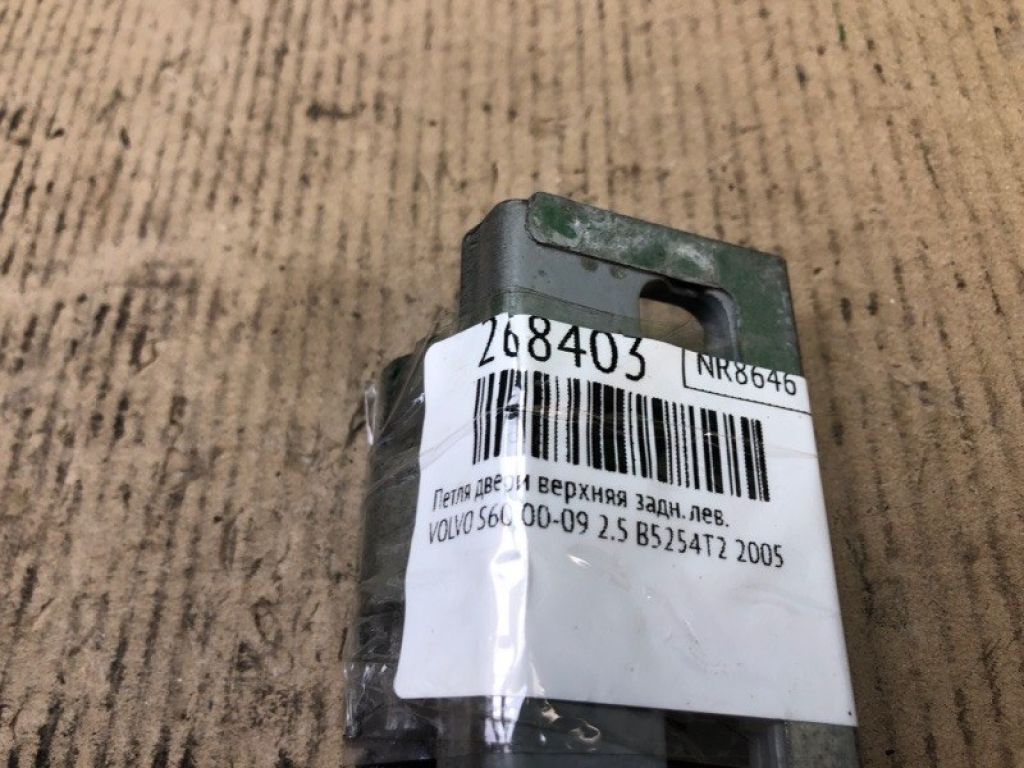 268403
NR8646
Петля двери верхняя задн.лев.
VOLVO S60 00-09 2.5 B5254T2 2005